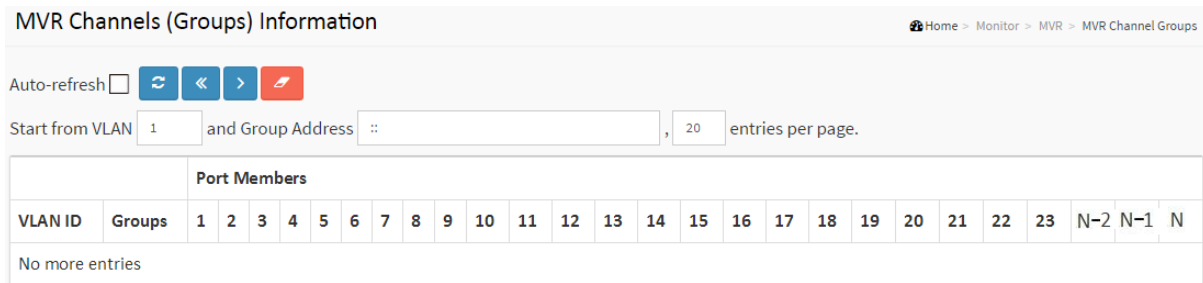 MVR Channels (Groups) Information
Home > Monitor > MVR > MVR Channel Groups
Auto-refresh
Start from VLAN 1 and Group Address :: , 20 entries per page.
Port Members
VLAN ID Groups 1 2 3 4 5 6 7 8 9 10 11 12 13 14 15 16 17 18 19 20 21 22 23 N-2 N-1 N
No more entries